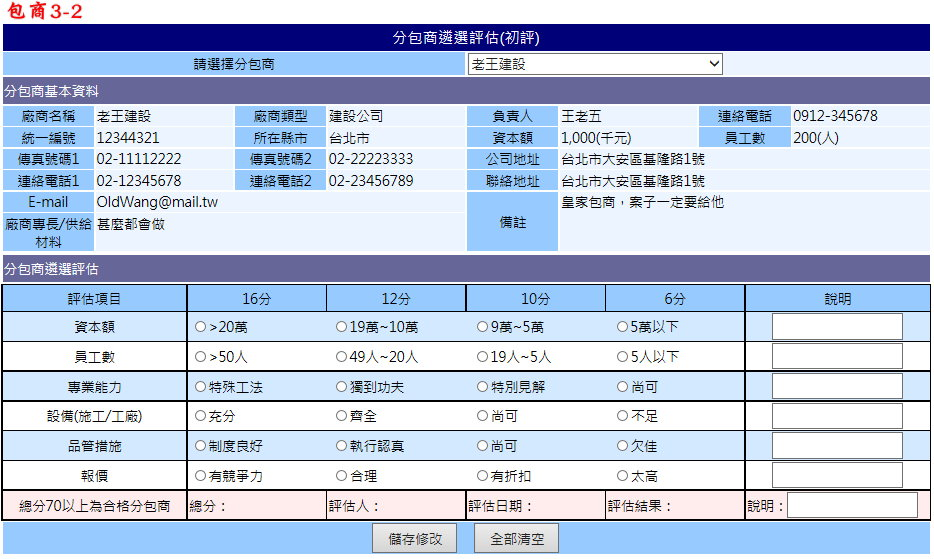 包商3-2
分包商遴選評估(初評)
請選擇分包商 老王建設
分包商基本資料
廠商名稱 老王建設 廠商類型 建設公司 負責人 王老五 連絡電話 0912-345678
統一編號 12344321 所在縣市 台北市 資本額 1,000(千元) 員工數 200(人)
傳真號碼1 02-11112222 傳真號碼2 02-22223333 公司地址 台北市大安區基隆路1號
連絡電話1 02-12345678 連絡電話2 02-23456789 聯絡地址 台北市大安區基隆路1號
E-mail OldWang@mail.tw 備註 皇家包商，案子一定要給他
廠商專長/供給
材料 甚麼都會做
分包商遴選評估
評估項目 16分 12分 10分 6分 說明
資本額 >20萬 19萬~10萬 9萬~5萬 5萬以下
員工數 >50人 49人~20人 19人~5人 5人以下
專業能力 特殊工法 獨到功夫 特別見解 尚可
設備(施工/工廠) 充分 齊全 尚可 不足
品管措施 制度良好 執行認真 尚可 欠佳
報價 有競爭力 合理 有折扣 太高
總分70以上為合格分包商 總分： 評估人： 評估日期： 評估結果： 說明：
儲存修改 全部清空